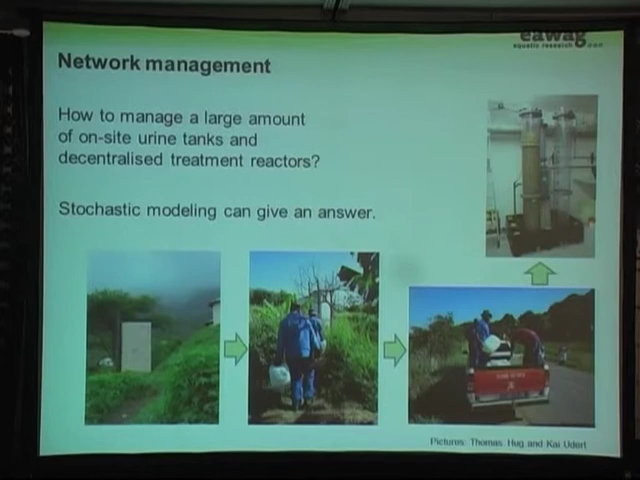 eawag
aquatic research
Network management
How to manage a large amount
of on-site urine tanks and
decentralised treatment reactors?
Stochastic modeling can give an answer.
Pictures: Thomas Hug and Kai Udert